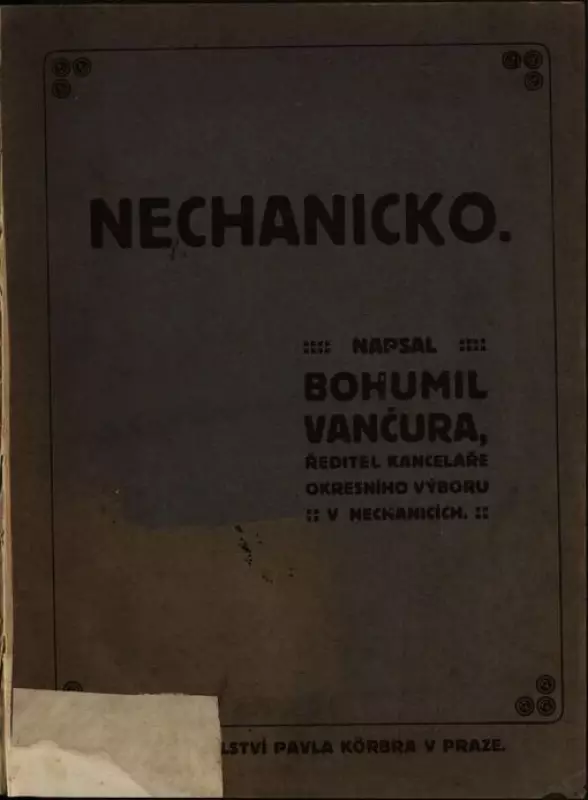 NECHANICKO.
NAPSAL
BOHUMIL
VANČURA,
ŘEDITEL KANCELÁŘE
OKRESNÍHO VÝBORU
V NECHANICÍCH.
LSTVÍ PAVLA KÖRBRA V PRAZE.